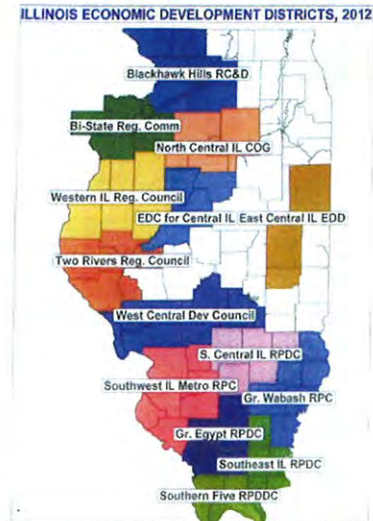 ILLINOIS ECONOMIC DEVELOPMENT DISTRICTS, 2012
Blackhawk Hills RC&D
Bi-State Reg. Comm
North Central IL COG
Western IL Reg. Council
EDC for Central IL East Central IL EDD
Two Rivers Reg. Council
West Central Dev Council
S. Central IL RPDC
Southwest IL Metro RPC
Gr. Wabash RPC
Gr. Egypt RPDC
Southeast IL RPDC
Southern Five RPDDC